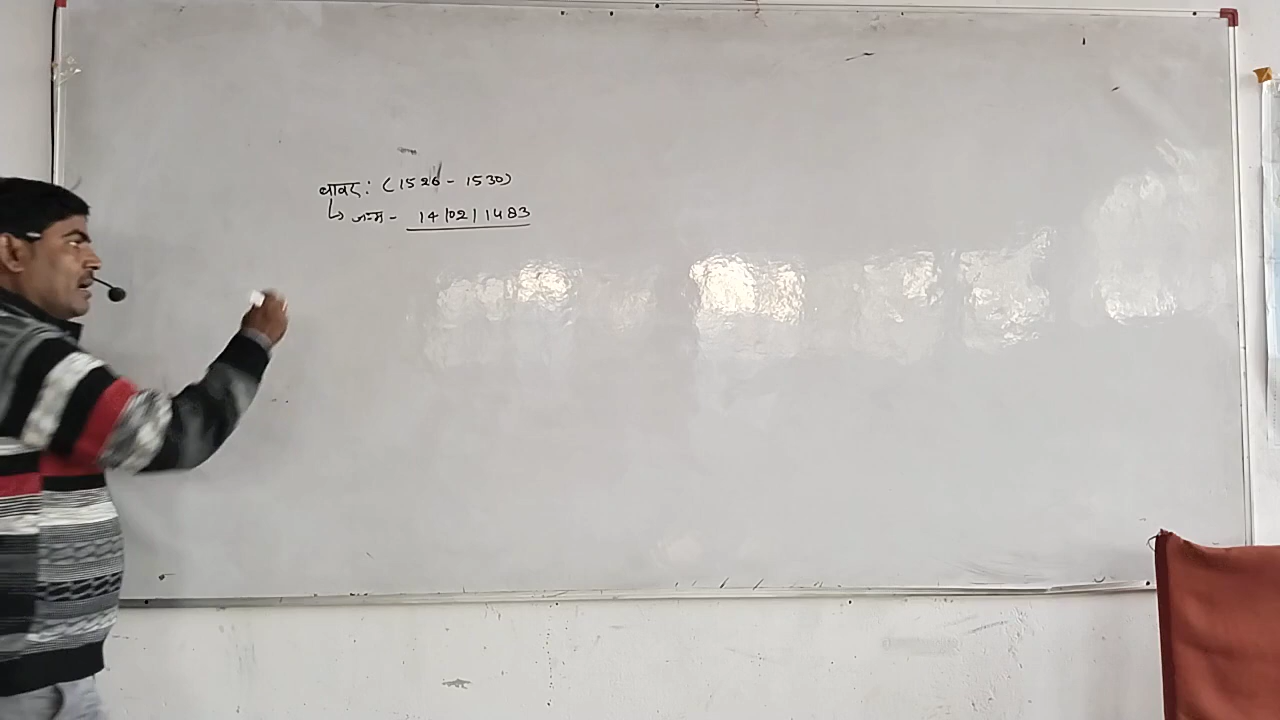 बाबर : (1526 - 1530)
↳ जन्म - 14/02/1483